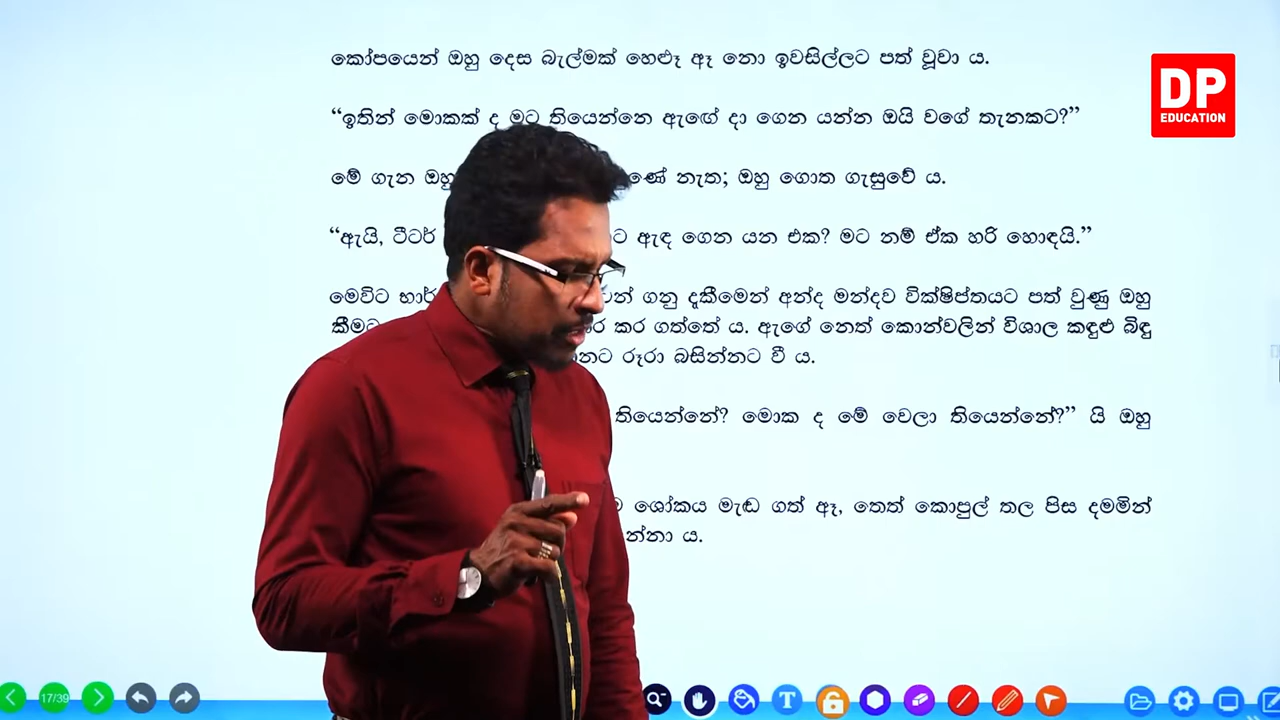 කෝපයෙන් ඔහු දෙස බැල්මක් හෙළූ ඈ නො ඉවසිල්ලට පත් වූවා ය.
DP
EDUCATION
“ඉතින් මොකක් ද මට තියෙන්නෙ ඇඟේ දා ගෙන යන්න ඔයි වගේ තැනකට?”
මේ ගැන ඔහු ණේ නැත; ඔහු ගොත ගැසුවේ ය.
“ඇයි, ටීටර් ට ඇඳ ගෙන යන එක? මට නම් ඒක හරි හොඳයි.”
මෙවිට භාර් වන් ගනු දැකීමෙන් අන්ද මන්දව වික්ෂිප්තයට පත් වුණු ඔහු
කීමට ර කර ගත්තේ ය. ඇගේ නෙත් කොන්වලින් විශාල කඳුළු බිඳු
නට රූරා බසින්නට වී ය.
තියෙන්නේ? මොක ද මේ වෙලා තියෙන්නේ?” යි ඔහු
ශෝකය මැඬ ගත් ඈ, තෙත් කොපුල් තල පිස දමමින්
න්නා ය.
17/39